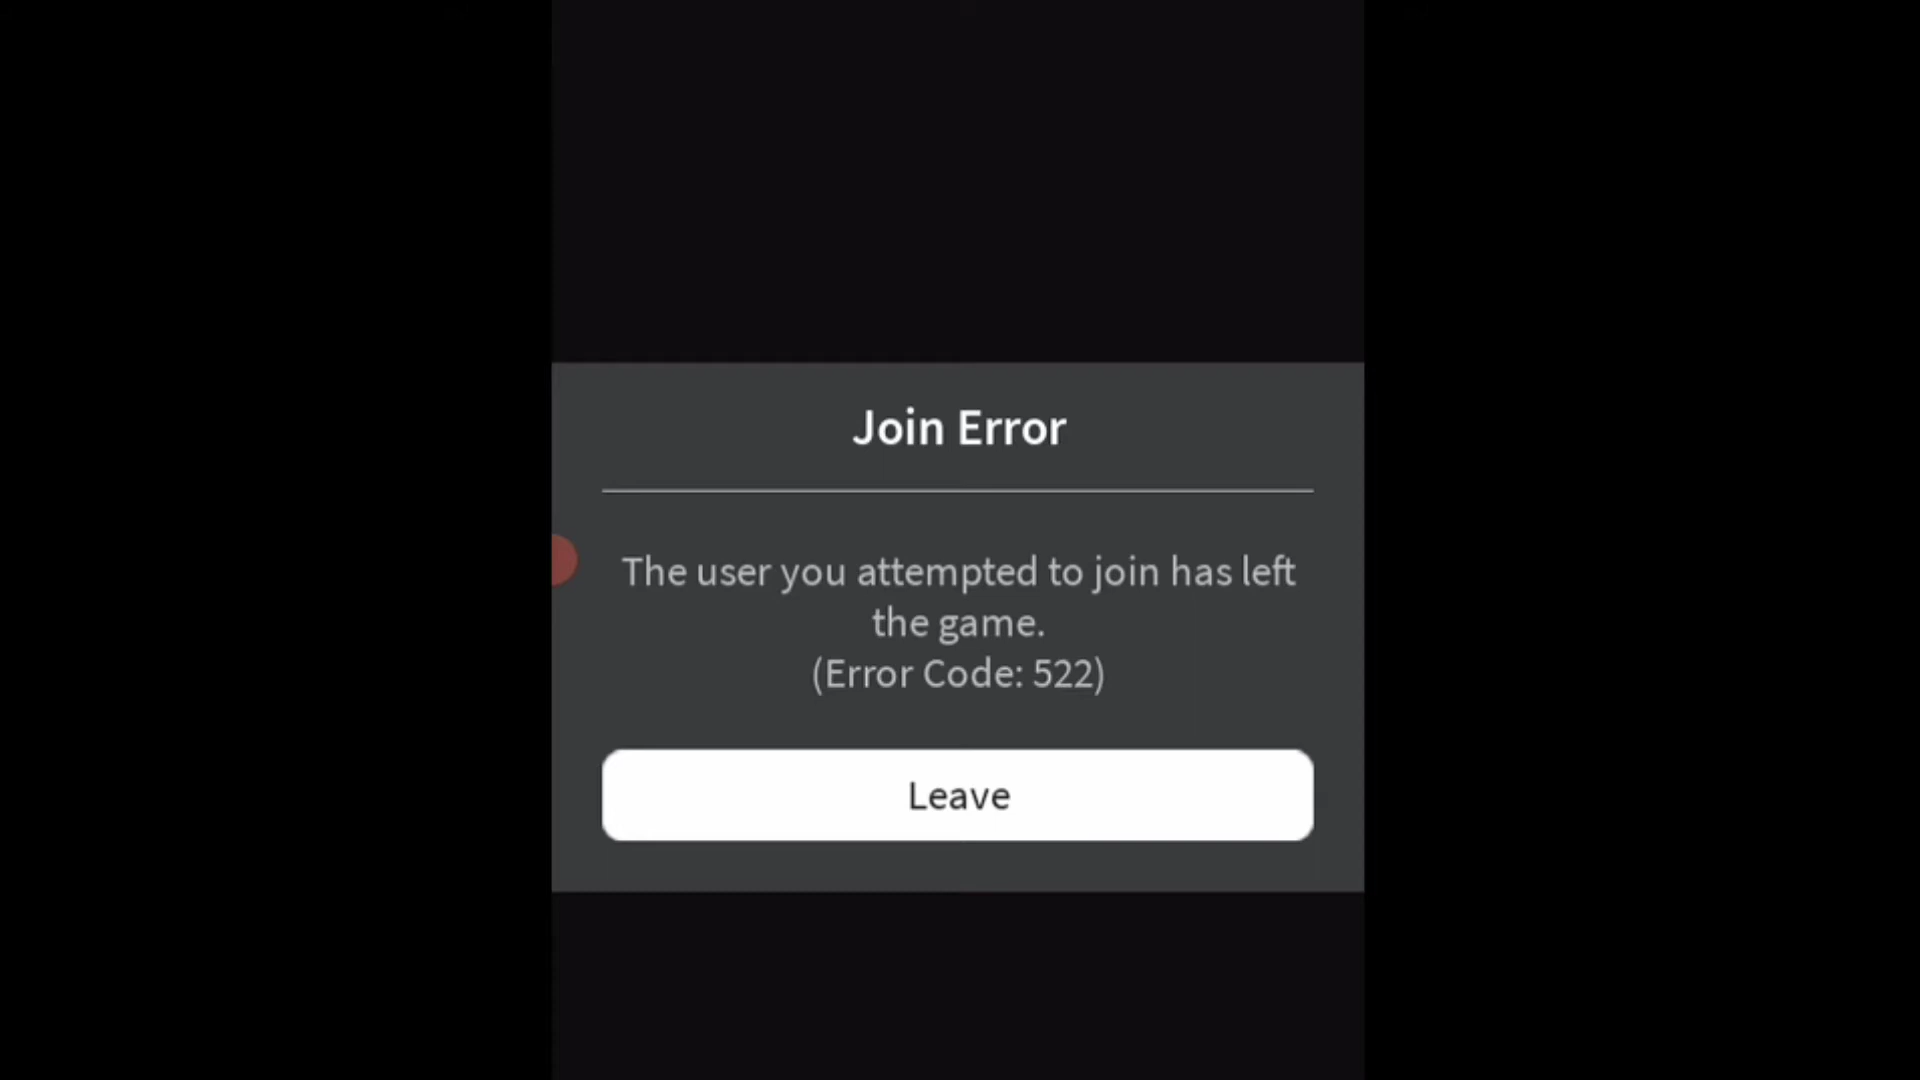 Join Error
The user you attempted to join has left
the game.
(Error Code: 522)
Leave